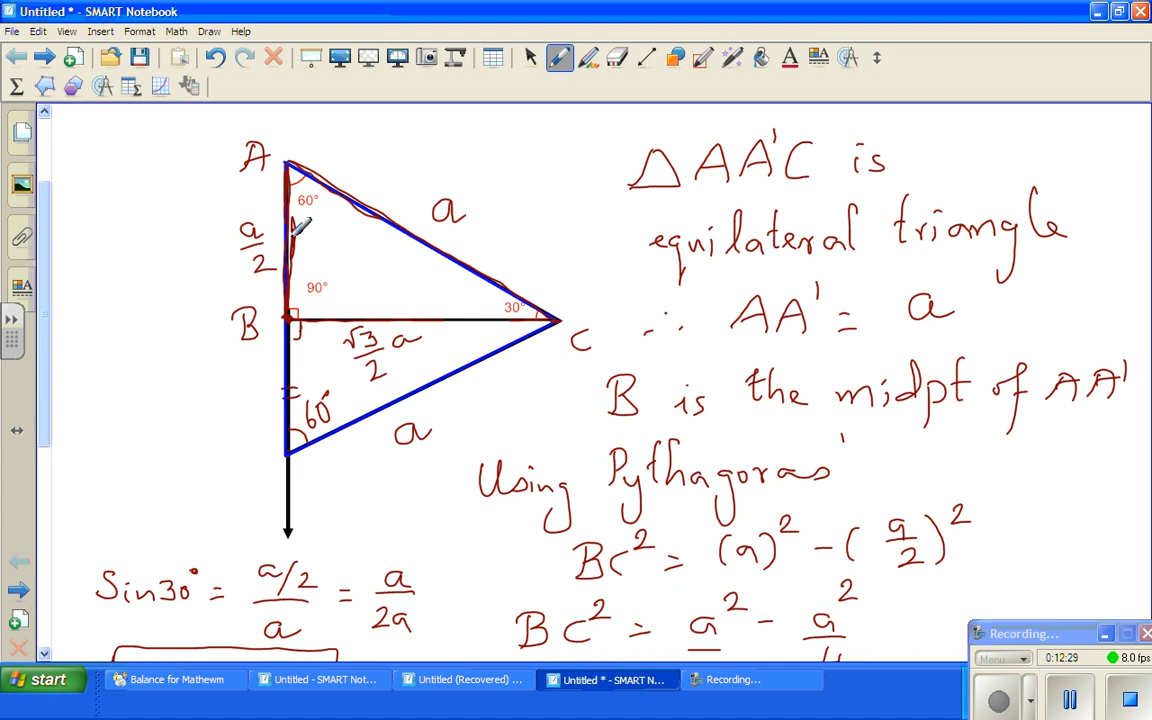 Untitled * - SMART Notebook
File Edit View Insert Format Math Draw Help
A
60°
a
a/2
90°
B
30°
C
√3/2 a
=
60°
a
△AA'C is
equilateral triangle
∴ AA' = a
B is the midpt of AA'
Using Pythagoras'
BC² = (a)² - (a/2)²
Sin30° = a/2 / a = a / 2a
BC² = a² - a²/4
Recording...
Menu 0:12:29 8.0 fps
start Balance for Mathewm Untitled - SMART Not... Untitled (Recovered) ... Untitled * - SMART N... Recording...